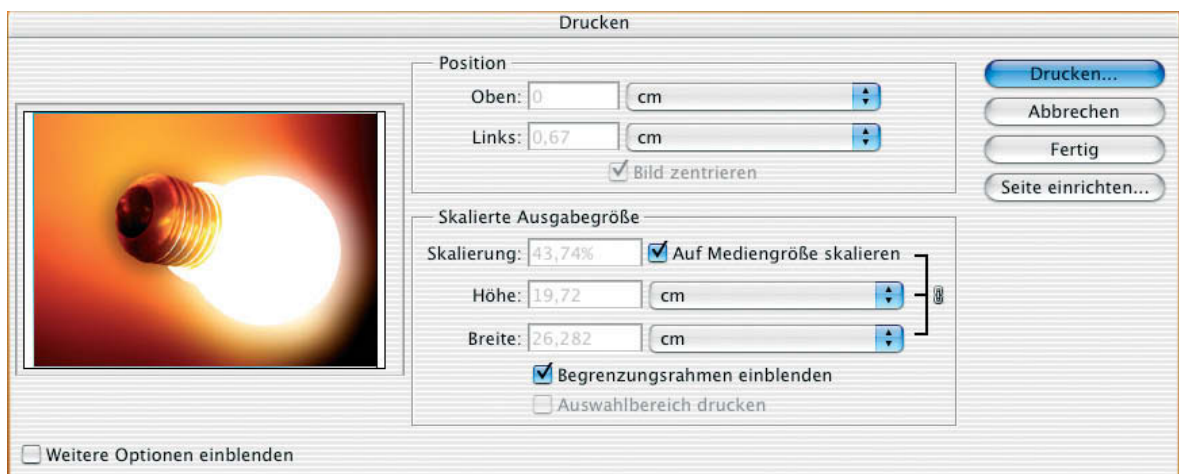 Drucken
Position
Oben: 0 cm
Links: 0,67 cm
Bild zentrieren
Skalierte Ausgabegröße
Skalierung: 43,74% Auf Mediengröße skalieren
Höhe: 19,72 cm
Breite: 26,282 cm
Begrenzungsrahmen einblenden
Auswahlbereich drucken
Weitere Optionen einblenden
Drucken...
Abbrechen
Fertig
Seite einrichten...